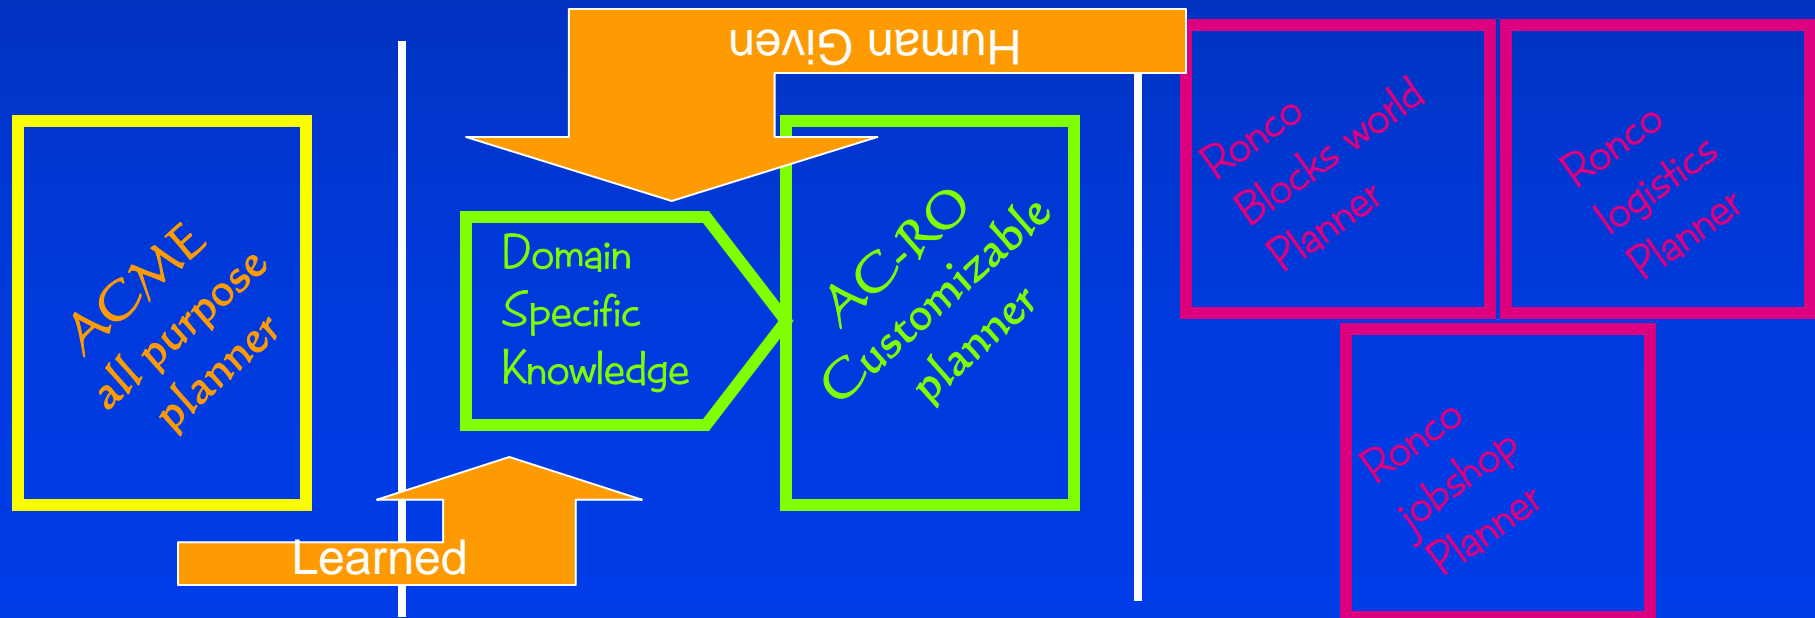 Human Given
ACME
all purpose
planner
Domain
Specific
Knowledge
AC-RO
Customizable
planner
Ronco
Blocks world
Planner
Ronco
logistics
Planner
Ronco
jobshop
Planner
Learned